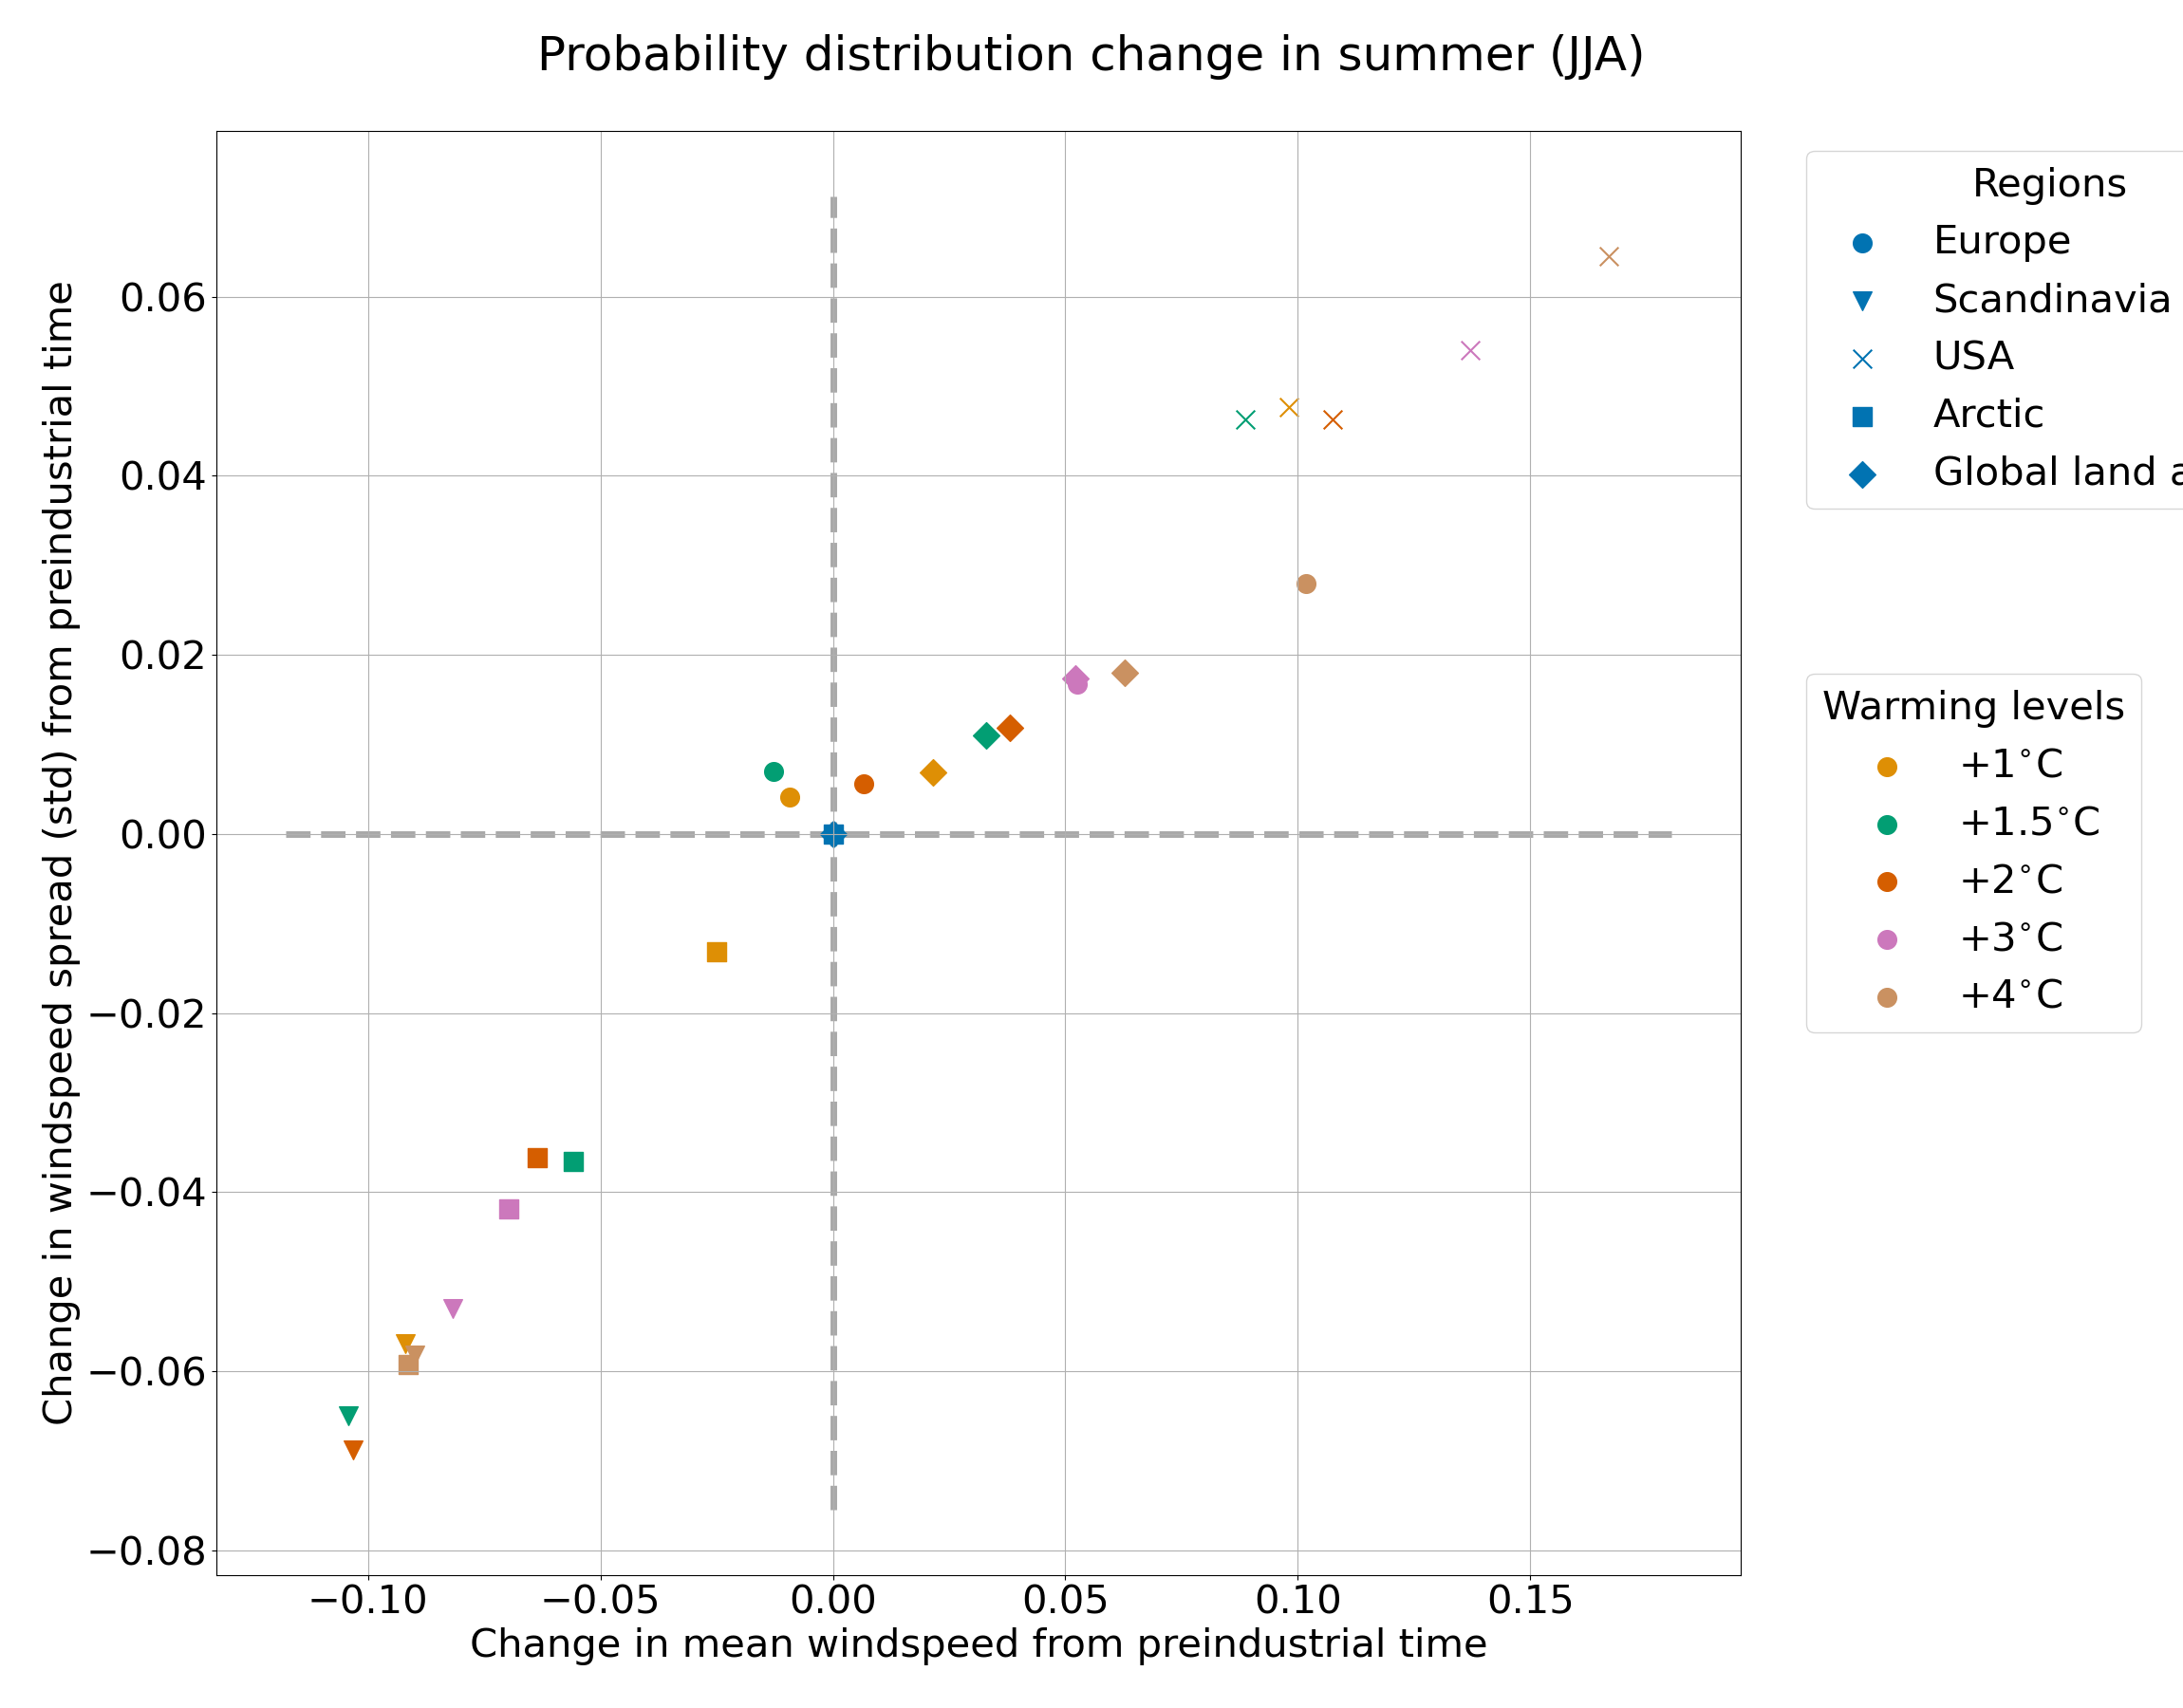 Probability distribution change in summer (JJA)
Change in windspeed spread (std) from preindustrial time
0.06
0.04
0.02
0.00
−0.02
−0.04
−0.06
−0.08
−0.10
−0.05
0.00
0.05
0.10
0.15
Change in mean windspeed from preindustrial time
Regions
Europe
Scandinavia
USA
Arctic
Global land a
Warming levels
+1°C
+1.5°C
+2°C
+3°C
+4°C